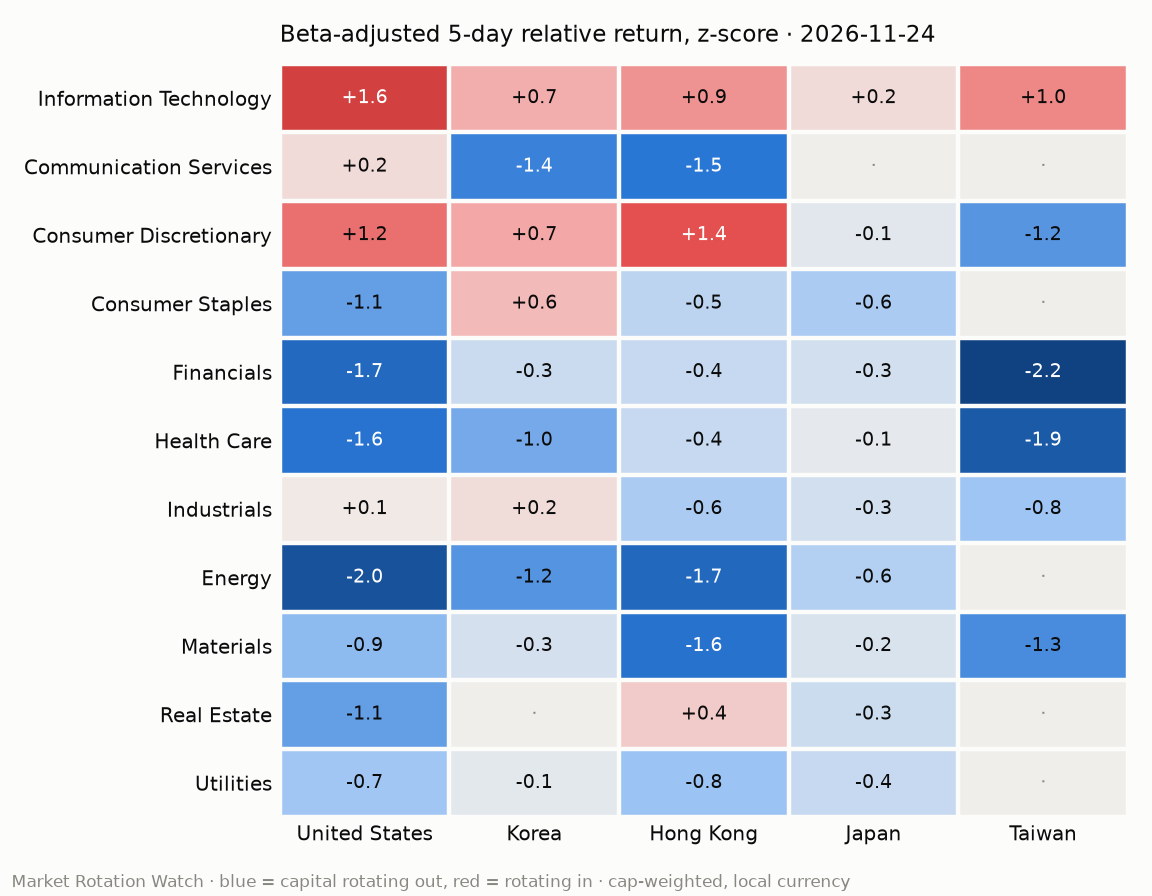 Beta-adjusted 5-day relative return, z-score · 2026-11-24
Information Technology +1.6 +0.7 +0.9 +0.2 +1.0
Communication Services +0.2 -1.4 -1.5 · ·
Consumer Discretionary +1.2 +0.7 +1.4 -0.1 -1.2
Consumer Staples -1.1 +0.6 -0.5 -0.6 ·
Financials -1.7 -0.3 -0.4 -0.3 -2.2
Health Care -1.6 -1.0 -0.4 -0.1 -1.9
Industrials +0.1 +0.2 -0.6 -0.3 -0.8
Energy -2.0 -1.2 -1.7 -0.6 ·
Materials -0.9 -0.3 -1.6 -0.2 -1.3
Real Estate -1.1 · +0.4 -0.3 ·
Utilities -0.7 -0.1 -0.8 -0.4 ·
United States Korea Hong Kong Japan Taiwan
Market Rotation Watch · blue = capital rotating out, red = rotating in · cap-weighted, local currency